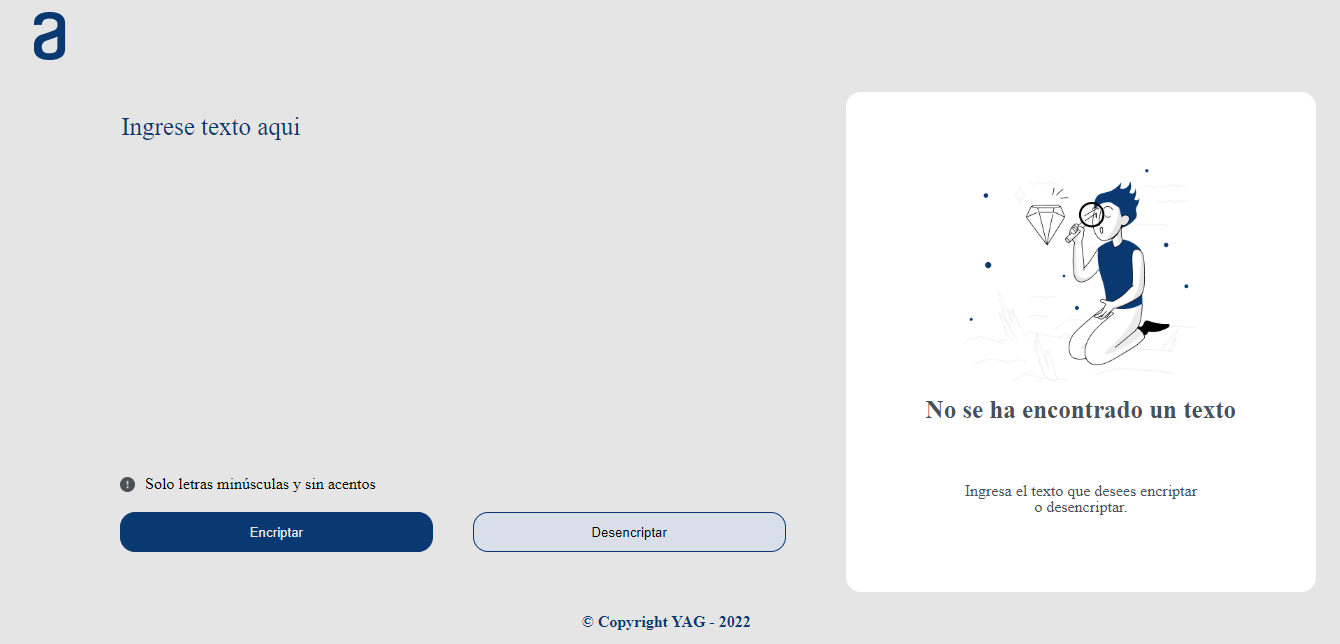 a
Ingrese texto aqui
Solo letras minúsculas y sin acentos
Encriptar
Desencriptar
No se ha encontrado un texto
Ingresa el texto que desees encriptar
o desencriptar.
© Copyright YAG - 2022